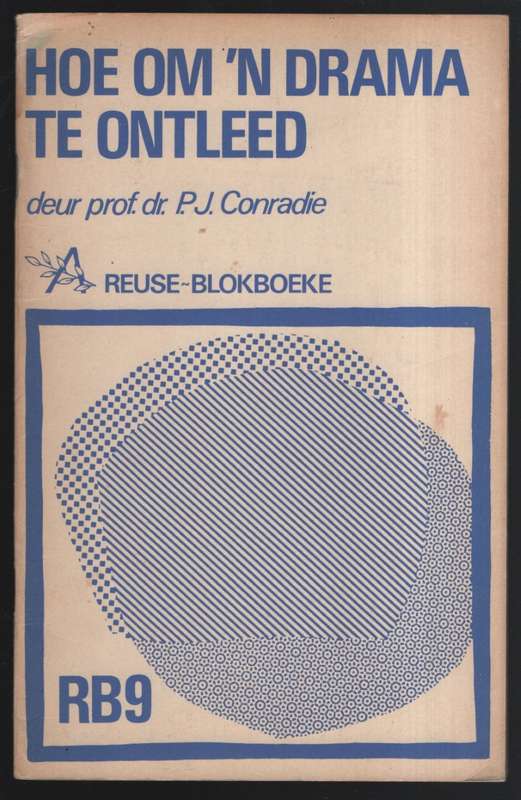 HOE OM 'N DRAMA
TE ONTLEED
deur prof. dr. P.J. Conradie
REUSE-BLOKBOEKE
RB9